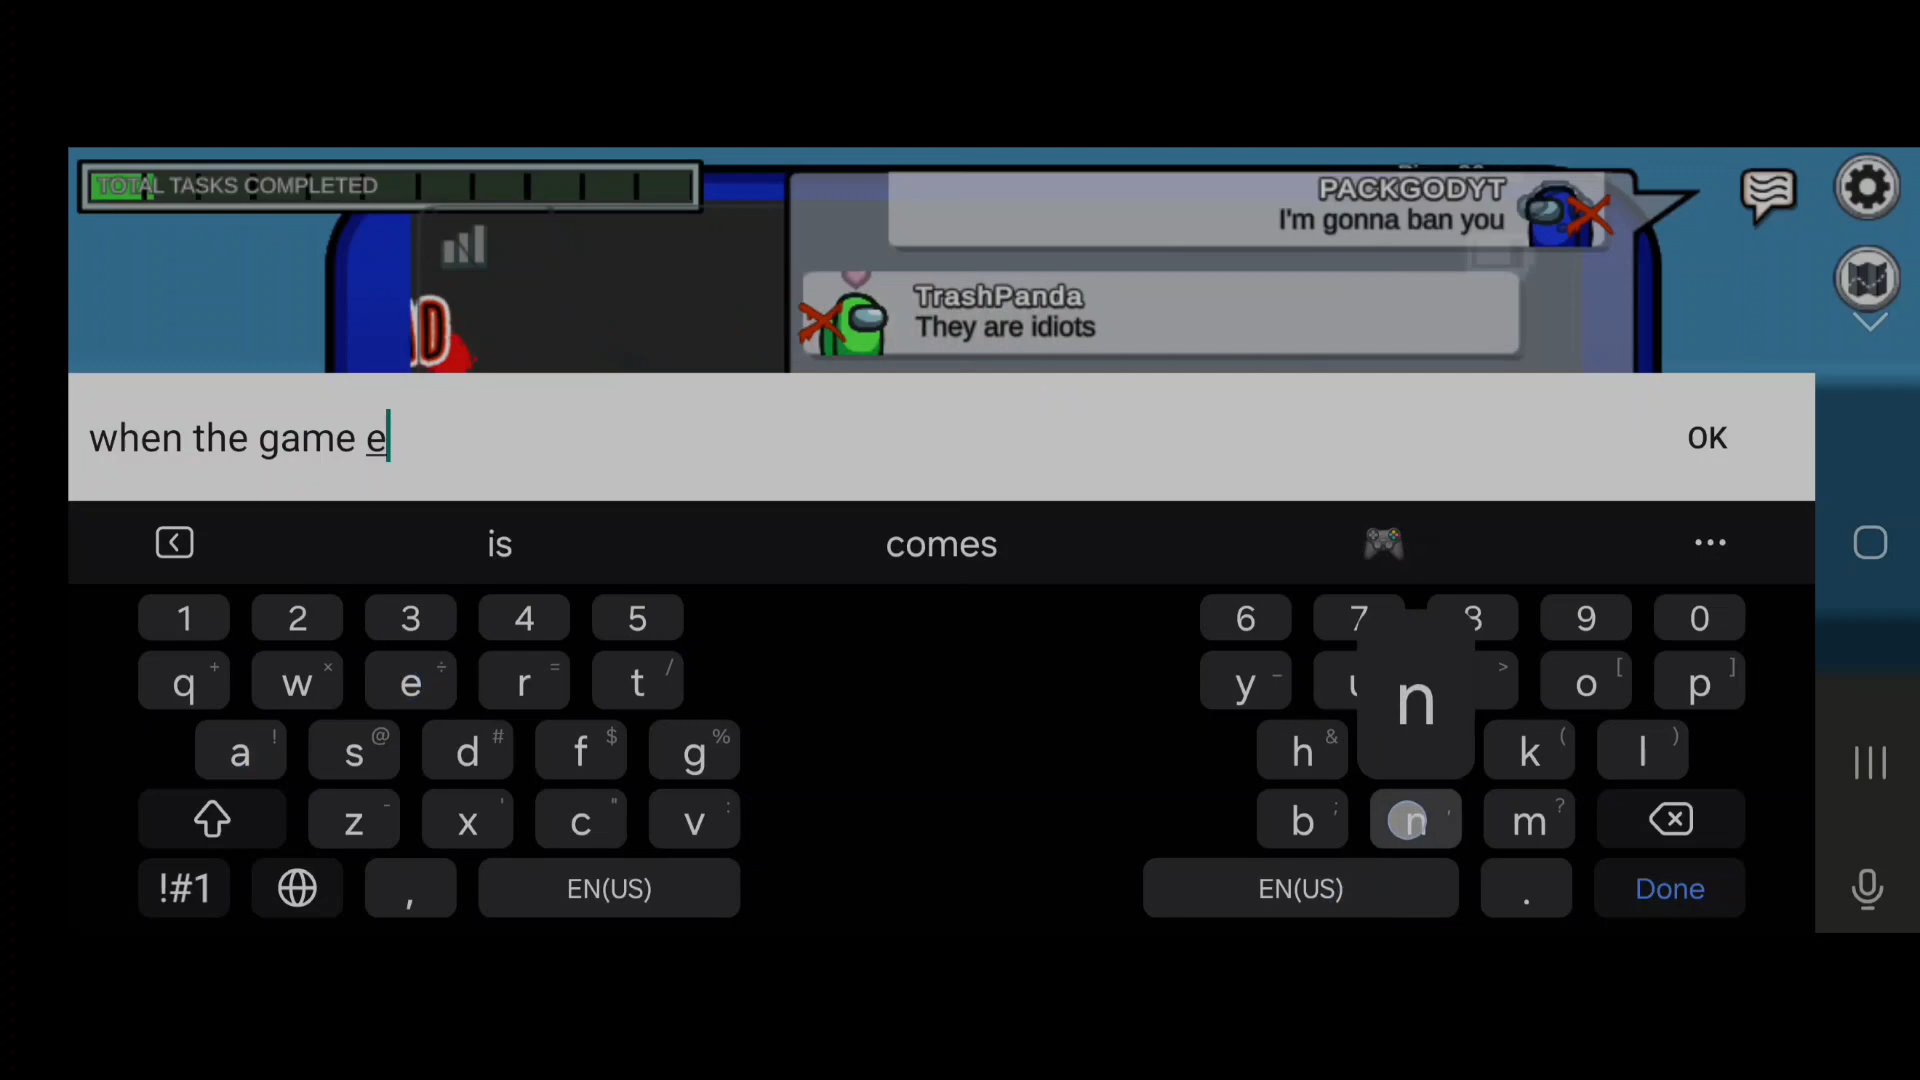 TOTAL TASKS COMPLETED
PACKGODYT
I'm gonna ban you
TrashPanda
They are idiots
when the game e
OK
is comes
1 2 3 4 5 6 7 8 9 0
q + w × e ÷ r = t / y - u > o [ p ]
n
a ! s @ d # f $ g % h & k ( l )
z - x ' c " v : b ; n , m ?
!#1 , EN(US) EN(US) . Done